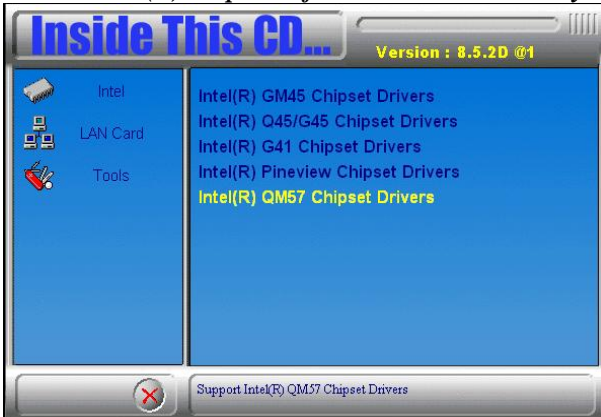 Inside This CD...
Version : 8.5.2D @1
Intel
LAN Card
Tools
Intel(R) GM45 Chipset Drivers
Intel(R) Q45/G45 Chipset Drivers
Intel(R) G41 Chipset Drivers
Intel(R) Pineview Chipset Drivers
Intel(R) QM57 Chipset Drivers
Support Intel(R) QM57 Chipset Drivers